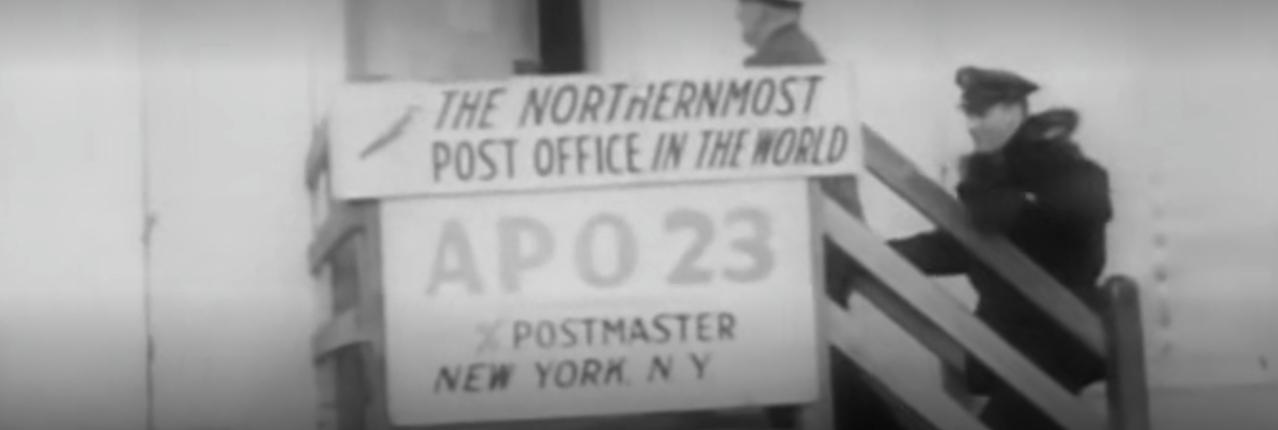 THE NORTHERNMOST
POST OFFICE IN THE WORLD
APO 23
% POSTMASTER
NEW YORK. N Y